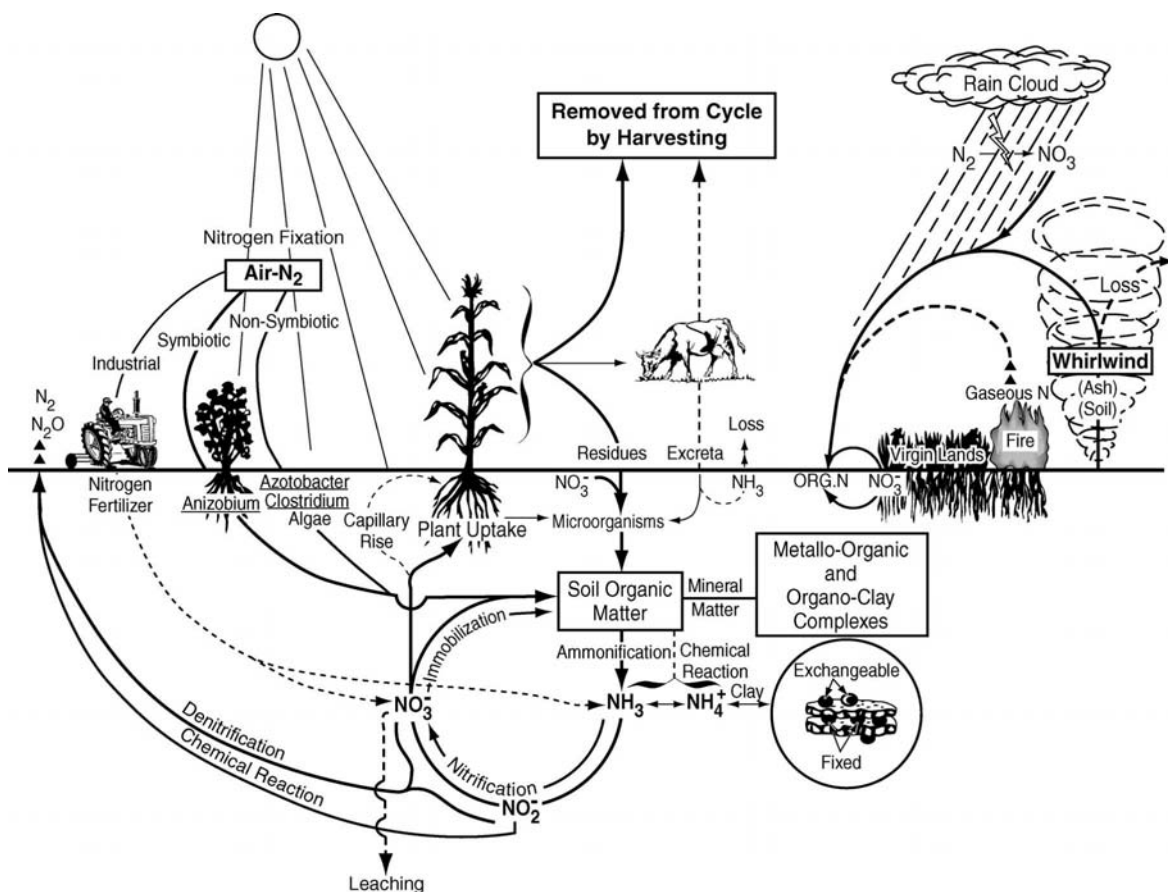 Rain Cloud
N₂ → NO₃
Removed from Cycle
by Harvesting
Nitrogen Fixation
Air-N₂
Symbiotic
Non-Symbiotic
Industrial
Loss
Whirlwind
(Ash)
(Soil)
Gaseous N
Fire
Virgin Lands
N₂
N₂O
Loss
Residues
Excreta
Nitrogen
Fertilizer
Anizobium
Azotobacter
Clostridium
Algae
Capillary
Rise
Plant Uptake
NO₃⁻
Microorganisms
NH₃
ORG.N
NO₃⁻
Soil Organic
Matter
Mineral
Matter
Metallo-Organic
and
Organo-Clay
Complexes
Immobilization
Ammonification
Chemical
Reaction
NO₃⁻
NH₃
NH₄⁺
Clay
Exchangeable
Fixed
Denitrification
Chemical Reaction
Nitrification
NO₂⁻
Leaching